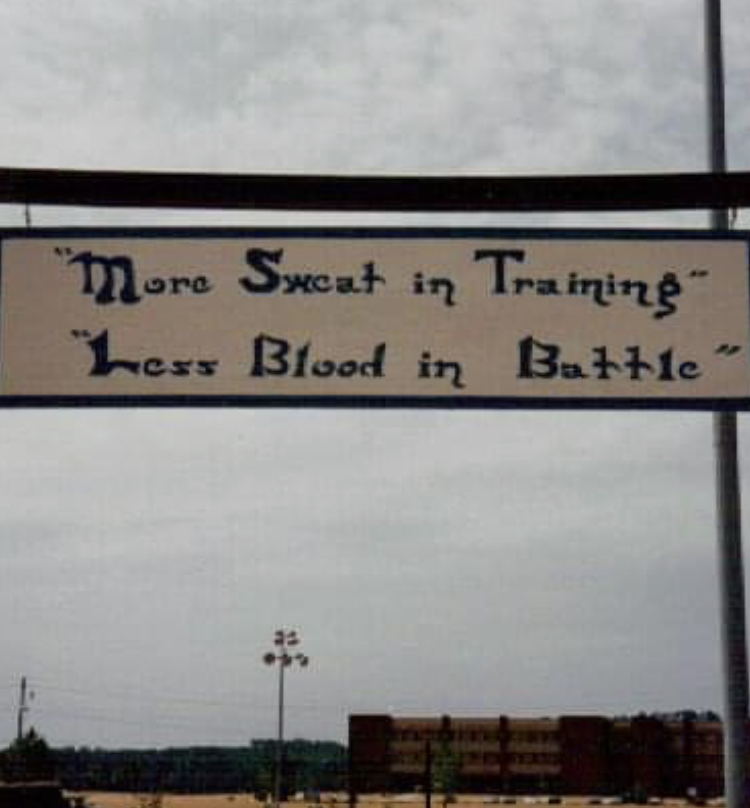 "More Sweat in Training"
"Less Blood in Battle"